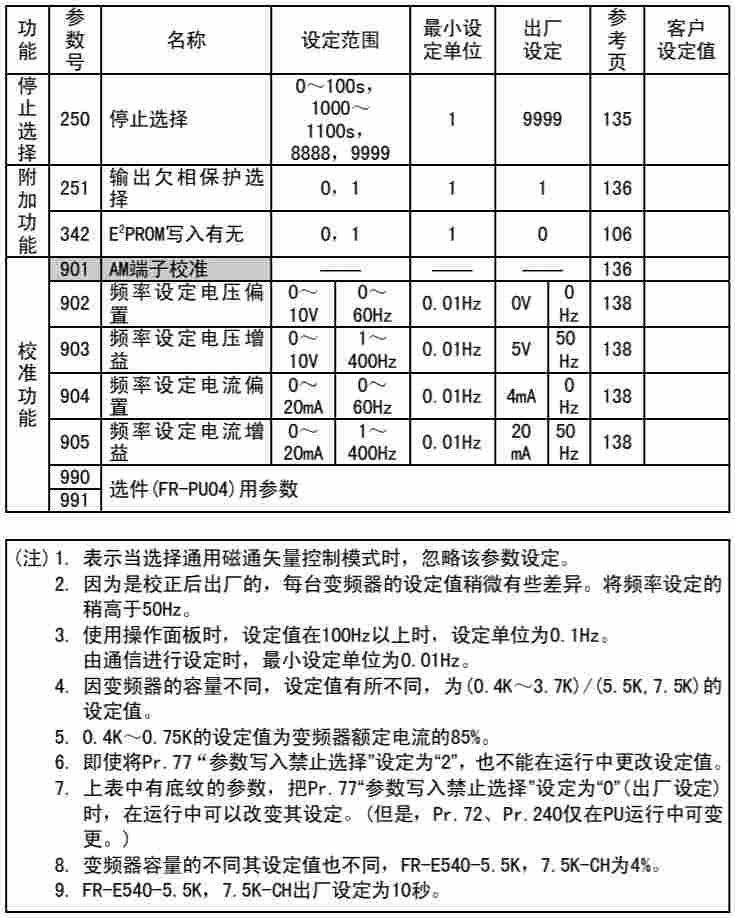 功能 参数号 名称 设定范围 最小设定单位 出厂设定 参考页 客户设定值
停止选择 250 停止选择 0～100s，1000～1100s，8888，9999 1 9999 135
附加功能 251 输出欠相保护选择 0，1 1 1 136
342 E²PROM写入有无 0，1 1 0 106
校准功能 901 AM端子校准 —— —— —— 136
902 频率设定电压偏置 0～10V 0～60Hz 0.01Hz 0V 0Hz 138
903 频率设定电压增益 0～10V 1～400Hz 0.01Hz 5V 50Hz 138
904 频率设定电流偏置 0～20mA 0～60Hz 0.01Hz 4mA 0Hz 138
905 频率设定电流增益 0～20mA 1～400Hz 0.01Hz 20mA 50Hz 138
990 选件(FR-PU04)用参数
991
(注) 1. 表示当选择通用磁通矢量控制模式时，忽略该参数设定。
2. 因为是校正后出厂的，每台变频器的设定值稍微有些差异。将频率设定的
稍高于50Hz。
3. 使用操作面板时，设定值在100Hz以上时，设定单位为0.1Hz。
由通信进行设定时，最小设定单位为0.01Hz。
4. 因变频器的容量不同，设定值有所不同，为(0.4K～3.7K)/(5.5K,7.5K)的
设定值。
5. 0.4K～0.75K的设定值为变频器额定电流的85%。
6. 即使将Pr.77“参数写入禁止选择”设定为“2”，也不能在运行中更改设定值。
7. 上表中有底纹的参数，把Pr.77“参数写入禁止选择”设定为“0”(出厂设定)
时，在运行中可以改变其设定。(但是，Pr.72、Pr.240仅在PU运行中可变
更。)
8. 变频器容量的不同其设定值也不同，FR-E540-5.5K，7.5K-CH为4%。
9. FR-E540-5.5K，7.5K-CH出厂设定为10秒。